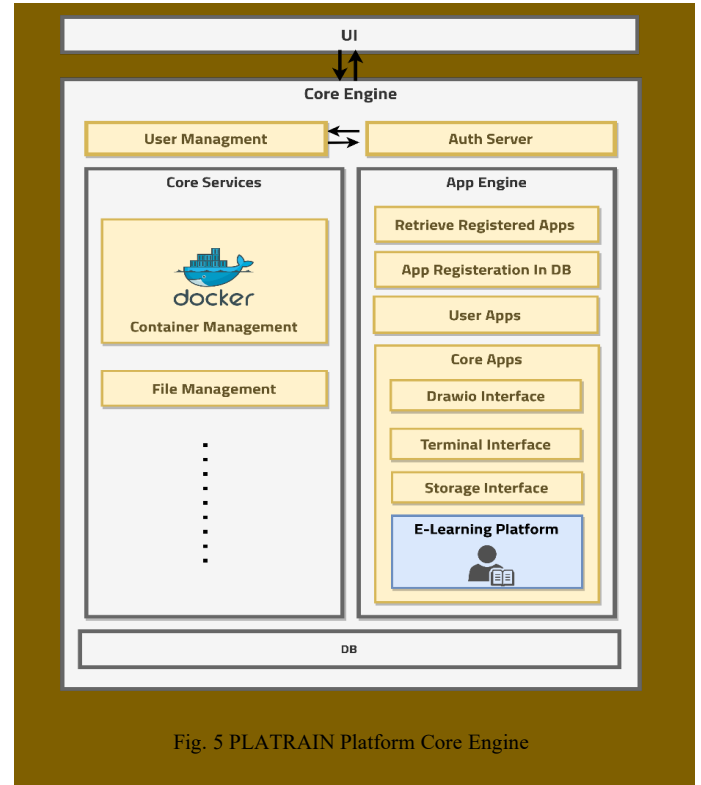 UI
Core Engine
User Managment
Auth Server
Core Services
docker
Container Management
File Management
App Engine
Retrieve Registered Apps
App Registeration In DB
User Apps
Core Apps
Drawio Interface
Terminal Interface
Storage Interface
E-Learning Platform
DB
Fig. 5 PLATRAIN Platform Core Engine